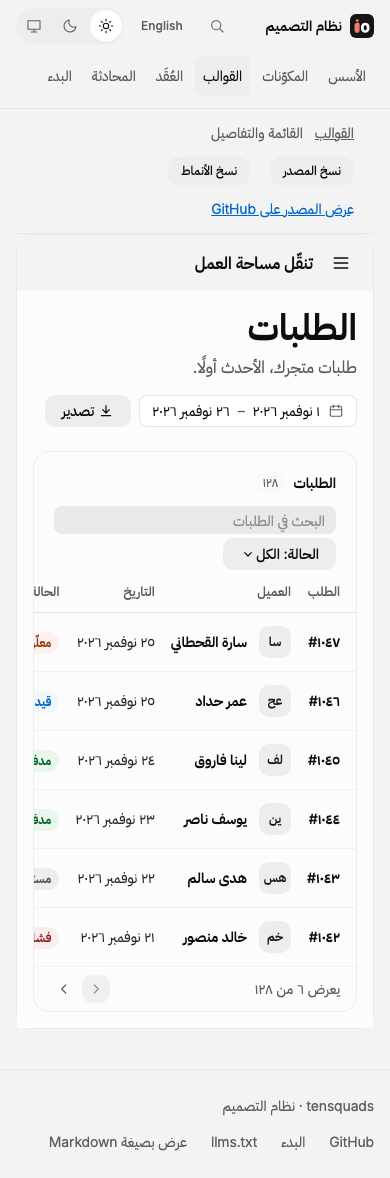 نظام التصميم
English
الأسس المكوّنات القوالب العُقَد المحادثة البدء
القوالب القائمة والتفاصيل
نسخ المصدر نسخ الأنماط
عرض المصدر على GitHub
تنقّل مساحة العمل
الطلبات
طلبات متجرك، الأحدث أولًا.
١ نوفمبر ٢٠٢٦ – ٢٦ نوفمبر ٢٠٢٦ تصدير
الطلبات ١٢٨
البحث في الطلبات
الحالة: الكل
الطلب العميل التاريخ الحالة
#١٠٤٧ سا سارة القحطاني ٢٥ نوفمبر ٢٠٢٦
#١٠٤٦ عح عمر حداد ٢٥ نوفمبر ٢٠٢٦ قيد
#١٠٤٥ لف لينا فاروق ٢٤ نوفمبر ٢٠٢٦
#١٠٤٤ ين يوسف ناصر ٢٣ نوفمبر ٢٠٢٦
#١٠٤٣ هس هدى سالم ٢٢ نوفمبر ٢٠٢٦
#١٠٤٢ خم خالد منصور ٢١ نوفمبر ٢٠٢٦
يعرض ٦ من ١٢٨
tensquads · نظام التصميم
GitHub البدء llms.txt عرض بصيغة Markdown